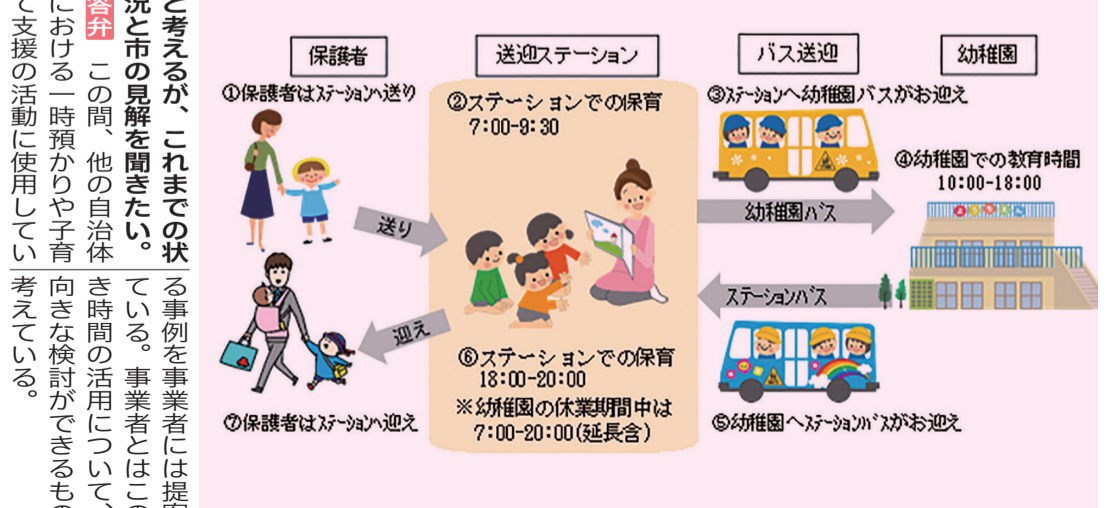 と考えるが、これまでの状
況と市の見解を聞きたい。
答弁 この間、他の自治体
における一時預かりや子育
て支援の活動に使用してい
る事例を事業者には提案
ている。事業者とはこの
き時間の活用について、
向きな検討ができるもの
考えている。
保護者
送迎ステーション
バス送迎
幼稚園
①保護者はステーションへ送り
②ステーションでの保育
7:00-9:30
③ステーションへ幼稚園バスがお迎え
④幼稚園での教育時間
10:00-18:00
送り
幼稚園バス
ステーションバス
迎え
⑤幼稚園へステーションバスがお迎え
⑥ステーションでの保育
18:00-20:00
※幼稚園の休業期間中は
7:00-20:00(延長含)
⑦保護者はステーションへ迎え